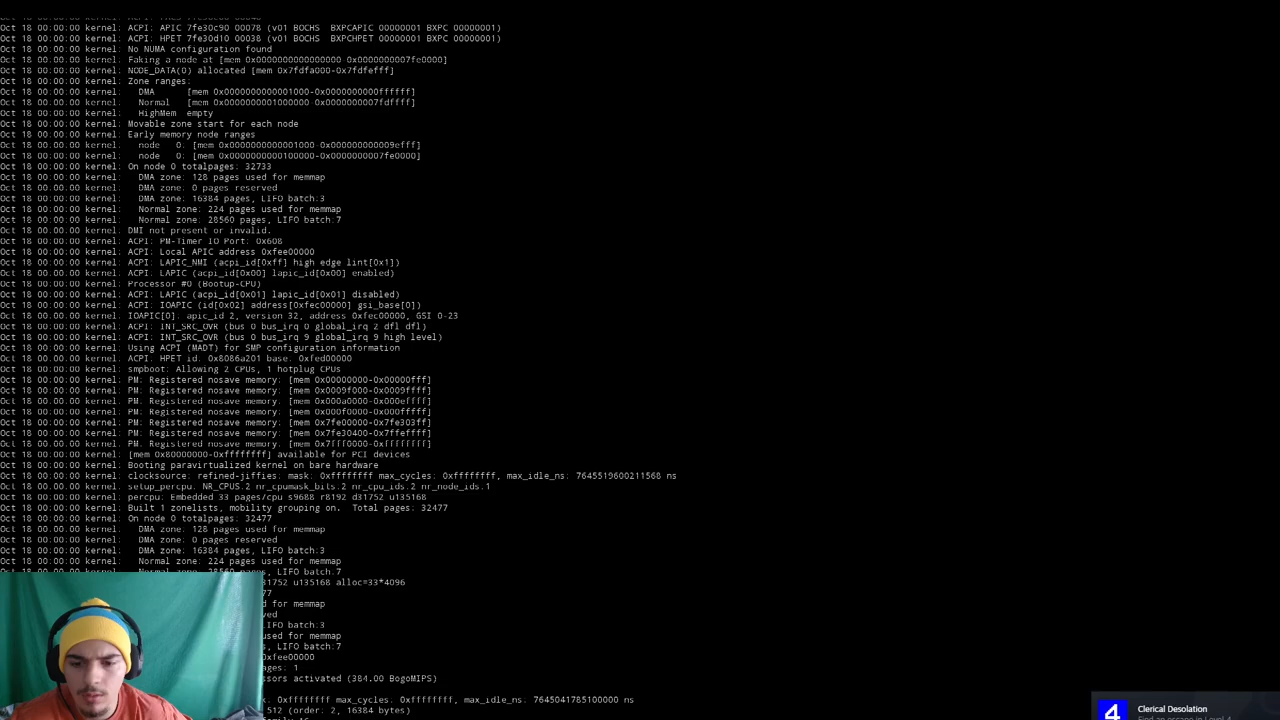 Oct 18 00:00:00 kernel: ACPI: APIC 7fe30c90 00078 (v01 BOCHS  BXPCAPIC 00000001 BXPC 00000001)
Oct 18 00:00:00 kernel: ACPI: HPET 7fe30d10 00038 (v01 BOCHS  BXPCHPET 00000001 BXPC 00000001)
Oct 18 00:00:00 kernel: No NUMA configuration found
Oct 18 00:00:00 kernel: Faking a node at [mem 0x0000000000000000-0x0000000007fe0000]
Oct 18 00:00:00 kernel: NODE_DATA(0) allocated [mem 0x7fdfa000-0x7fdfefff]
Oct 18 00:00:00 kernel: Zone ranges:
Oct 18 00:00:00 kernel:   DMA      [mem 0x0000000000001000-0x0000000000ffffff]
Oct 18 00:00:00 kernel:   Normal   [mem 0x0000000001000000-0x0000000007fdffff]
Oct 18 00:00:00 kernel:   HighMem  empty
Oct 18 00:00:00 kernel: Movable zone start for each node
Oct 18 00:00:00 kernel: Early memory node ranges
Oct 18 00:00:00 kernel:   node   0: [mem 0x0000000000001000-0x000000000009efff]
Oct 18 00:00:00 kernel:   node   0: [mem 0x0000000000100000-0x0000000007fe0000]
Oct 18 00:00:00 kernel: On node 0 totalpages: 32733
Oct 18 00:00:00 kernel:   DMA zone: 128 pages used for memmap
Oct 18 00:00:00 kernel:   DMA zone: 0 pages reserved
Oct 18 00:00:00 kernel:   DMA zone: 16384 pages, LIFO batch:3
Oct 18 00:00:00 kernel:   Normal zone: 224 pages used for memmap
Oct 18 00:00:00 kernel:   Normal zone: 28560 pages, LIFO batch:7
Oct 18 00:00:00 kernel: DMI not present or invalid.
Oct 18 00:00:00 kernel: ACPI: PM-Timer IO Port: 0x608
Oct 18 00:00:00 kernel: ACPI: Local APIC address 0xfee00000
Oct 18 00:00:00 kernel: ACPI: LAPIC_NMI (acpi_id[0xff] high edge lint[0x1])
Oct 18 00:00:00 kernel: ACPI: LAPIC (acpi_id[0x00] lapic_id[0x00] enabled)
Oct 18 00:00:00 kernel: Processor #0 (Bootup-CPU)
Oct 18 00:00:00 kernel: ACPI: LAPIC (acpi_id[0x01] lapic_id[0x01] disabled)
Oct 18 00:00:00 kernel: ACPI: IOAPIC (id[0x02] address[0xfec00000] gsi_base[0])
Oct 18 00:00:00 kernel: IOAPIC[0]: apic_id 2, version 32, address 0xfec00000, GSI 0-23
Oct 18 00:00:00 kernel: ACPI: INT_SRC_OVR (bus 0 bus_irq 0 global_irq 2 dfl dfl)
Oct 18 00:00:00 kernel: ACPI: INT_SRC_OVR (bus 0 bus_irq 9 global_irq 9 high level)
Oct 18 00:00:00 kernel: Using ACPI (MADT) for SMP configuration information
Oct 18 00:00:00 kernel: ACPI: HPET id: 0x8086a201 base: 0xfed00000
Oct 18 00:00:00 kernel: smpboot: Allowing 2 CPUs, 1 hotplug CPUs
Oct 18 00:00:00 kernel: PM: Registered nosave memory: [mem 0x00000000-0x00000fff]
Oct 18 00:00:00 kernel: PM: Registered nosave memory: [mem 0x0009f000-0x0009ffff]
Oct 18 00:00:00 kernel: PM: Registered nosave memory: [mem 0x000a0000-0x000effff]
Oct 18 00:00:00 kernel: PM: Registered nosave memory: [mem 0x000f0000-0x000fffff]
Oct 18 00:00:00 kernel: PM: Registered nosave memory: [mem 0x7fe00000-0x7fe303ff]
Oct 18 00:00:00 kernel: PM: Registered nosave memory: [mem 0x7fe30400-0x7ffeffff]
Oct 18 00:00:00 kernel: PM: Registered nosave memory: [mem 0x7fff0000-0xffffffff]
Oct 18 00:00:00 kernel: [mem 0x80000000-0xffffffff] available for PCI devices
Oct 18 00:00:00 kernel: Booting paravirtualized kernel on bare hardware
Oct 18 00:00:00 kernel: clocksource: refined-jiffies: mask: 0xffffffff max_cycles: 0xffffffff, max_idle_ns: 7645519600211568 ns
Oct 18 00:00:00 kernel: setup_percpu: NR_CPUS:2 nr_cpumask_bits:2 nr_cpu_ids:2 nr_node_ids:1
Oct 18 00:00:00 kernel: percpu: Embedded 33 pages/cpu s9688 r8192 d31752 u135168
Oct 18 00:00:00 kernel: Built 1 zonelists, mobility grouping on.  Total pages: 32477
Oct 18 00:00:00 kernel: On node 0 totalpages: 32477
Oct 18 00:00:00 kernel:   DMA zone: 128 pages used for memmap
Oct 18 00:00:00 kernel:   DMA zone: 0 pages reserved
Oct 18 00:00:00 kernel:   DMA zone: 16384 pages, LIFO batch:3
Oct 18 00:00:00 kernel:   Normal zone: 224 pages used for memmap
Oct 18 00:00:00 kernel:   Normal zone: 28560 pages, LIFO batch:7
31752 u135168 alloc=33*4096
77
d for memmap
ved
LIFO batch:3
used for memmap
s, LIFO batch:7
0xfee00000
ages: 1
ssors activated (384.00 BogoMIPS)
k: 0xffffffff max_cycles: 0xffffffff, max_idle_ns: 7645041785100000 ns
512 (order: 2, 16384 bytes)
4 Clerical Desolation
Find an escape in Level 4